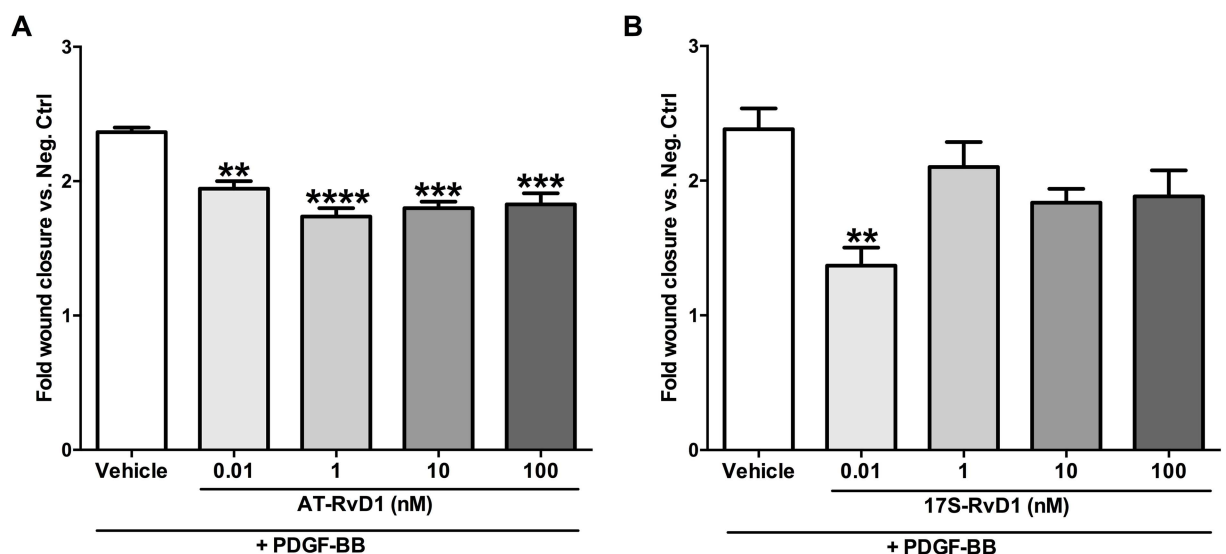 A
Fold wound closure vs. Neg. Ctrl
3
2
1
0
**
****
***
***
Vehicle 0.01 1 10 100
AT-RvD1 (nM)
+ PDGF-BB
B
Fold wound closure vs. Neg. Ctrl
3
2
1
0
**
Vehicle 0.01 1 10 100
17S-RvD1 (nM)
+ PDGF-BB